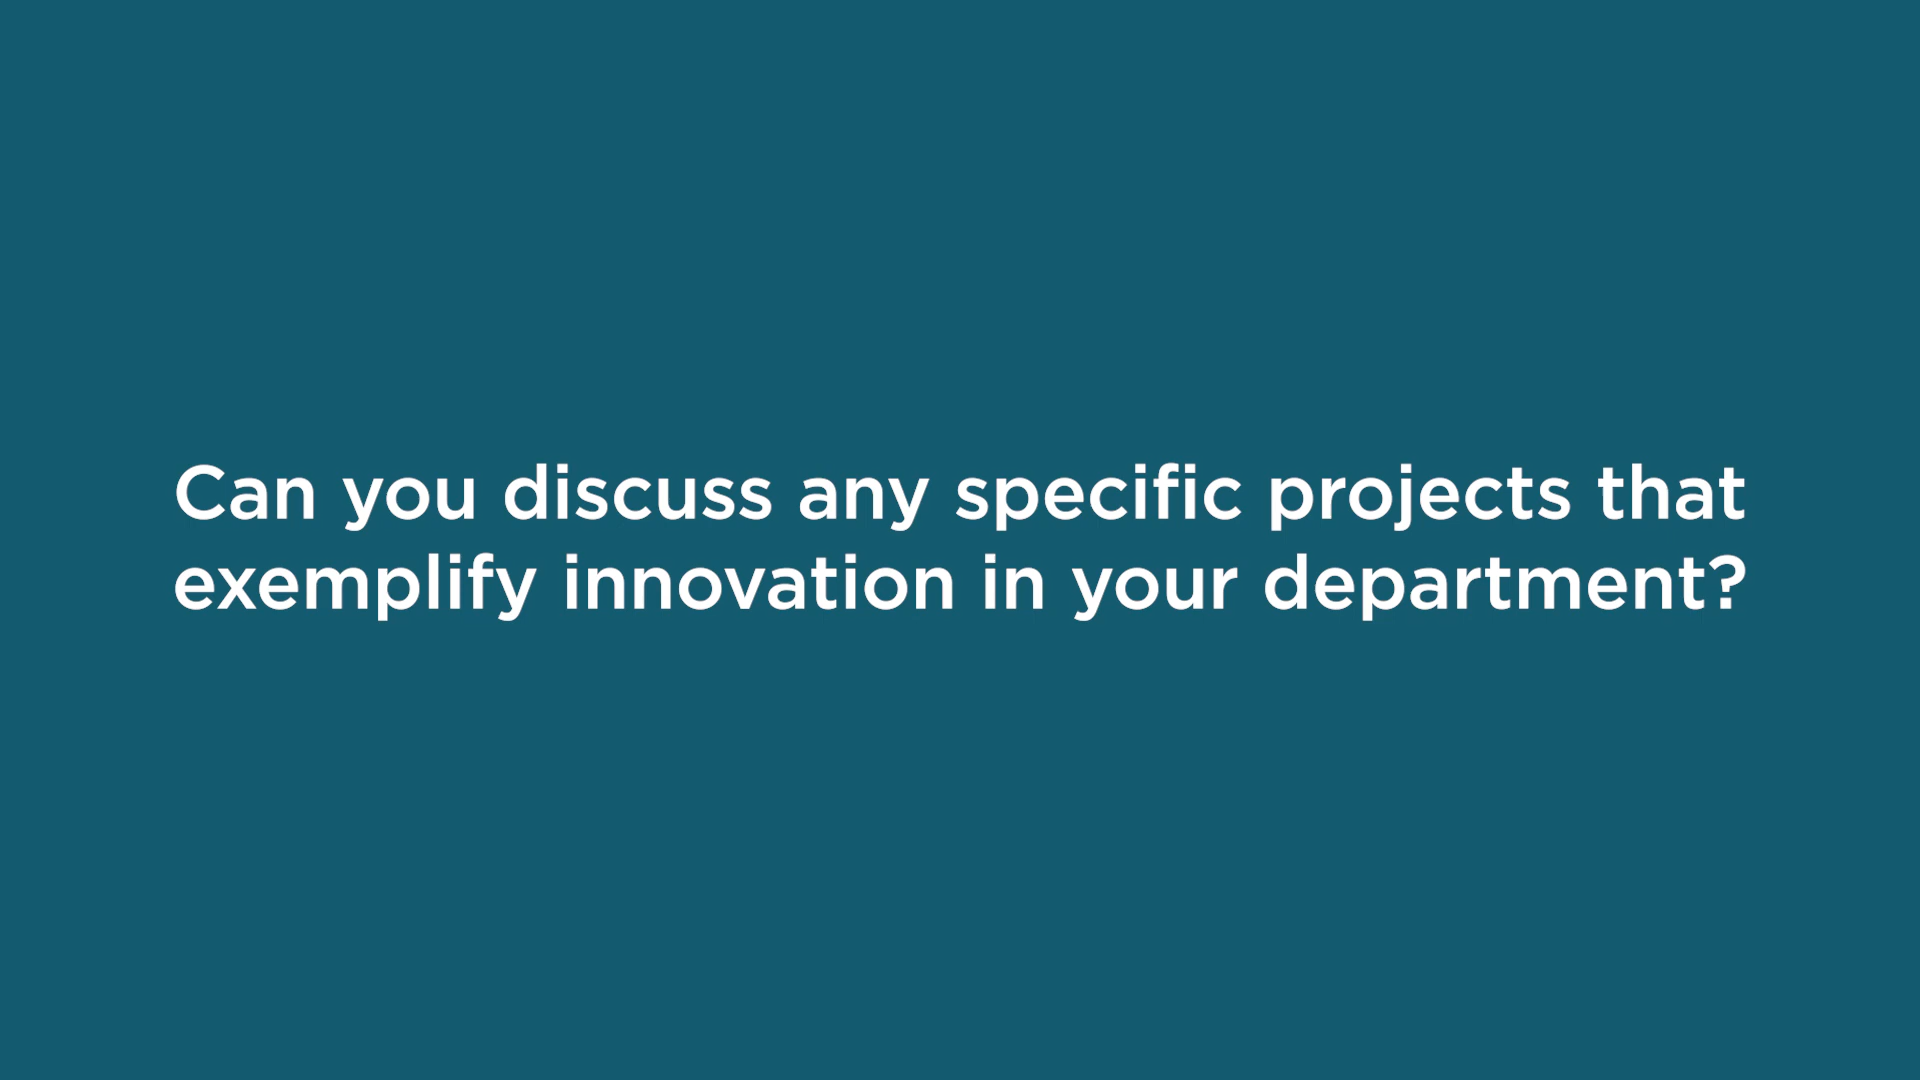 Can you discuss any specific projects that
exemplify innovation in your department?